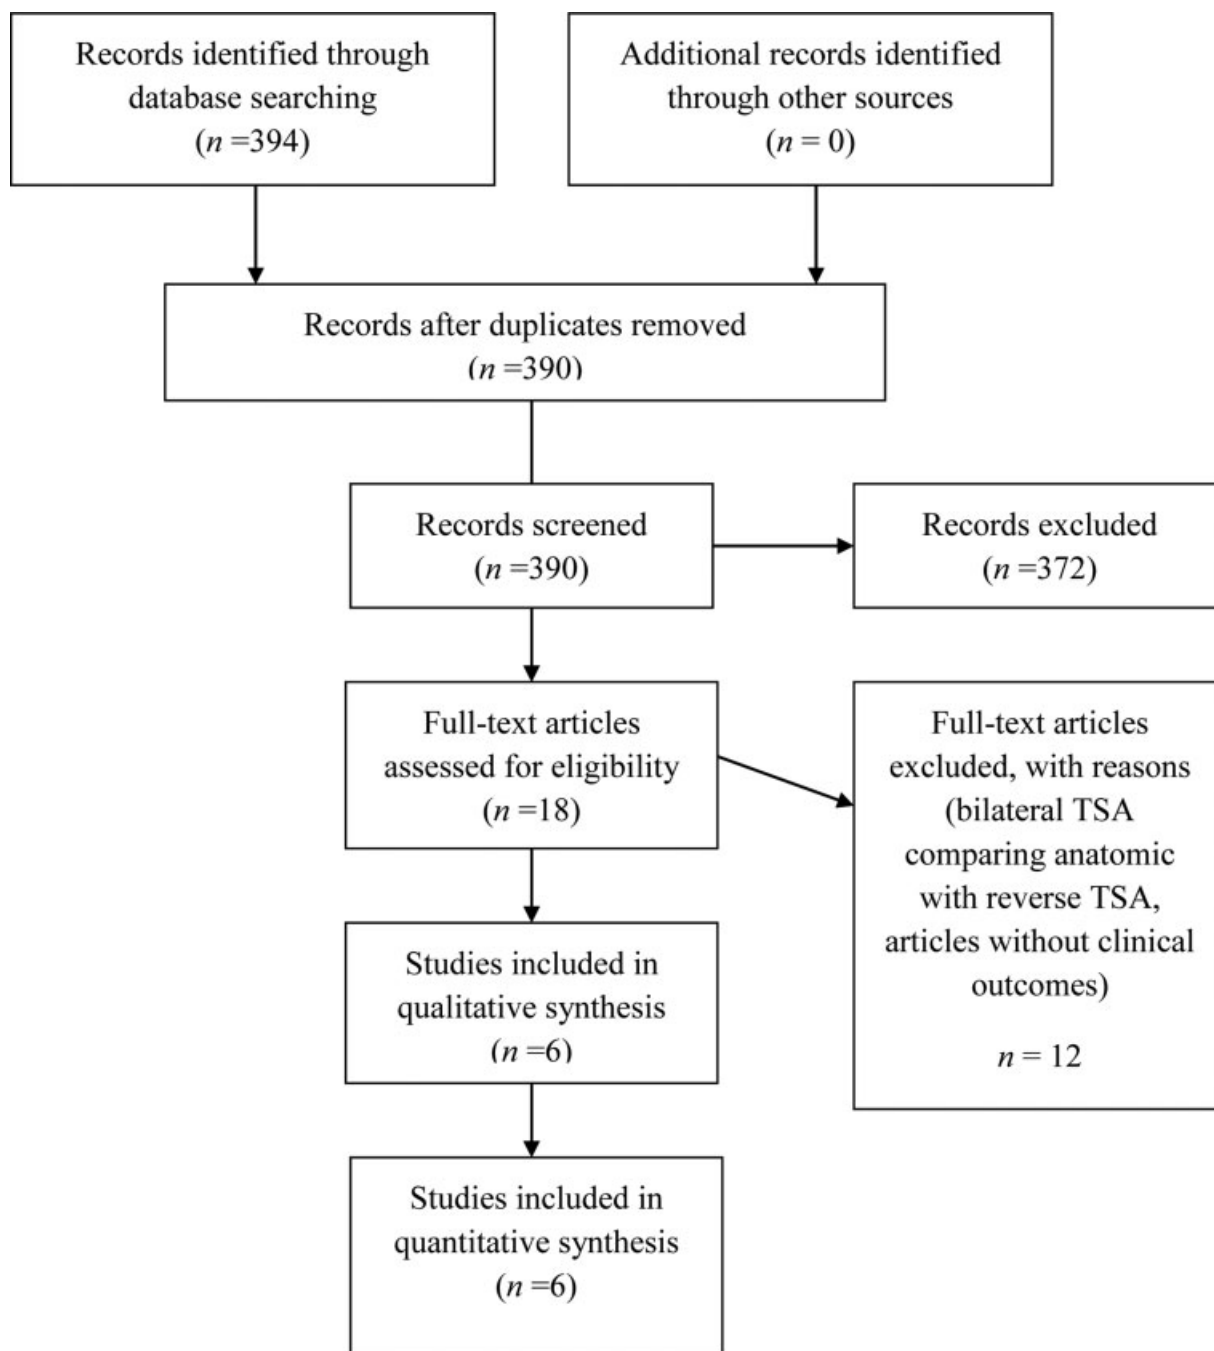 Records identified through
database searching
(n =394)
Additional records identified
through other sources
(n = 0)
Records after duplicates removed
(n =390)
Records screened
(n =390)
Records excluded
(n =372)
Full-text articles
assessed for eligibility
(n =18)
Full-text articles
excluded, with reasons
(bilateral TSA
comparing anatomic
with reverse TSA,
articles without clinical
outcomes)
n = 12
Studies included in
qualitative synthesis
(n =6)
Studies included in
quantitative synthesis
(n =6)